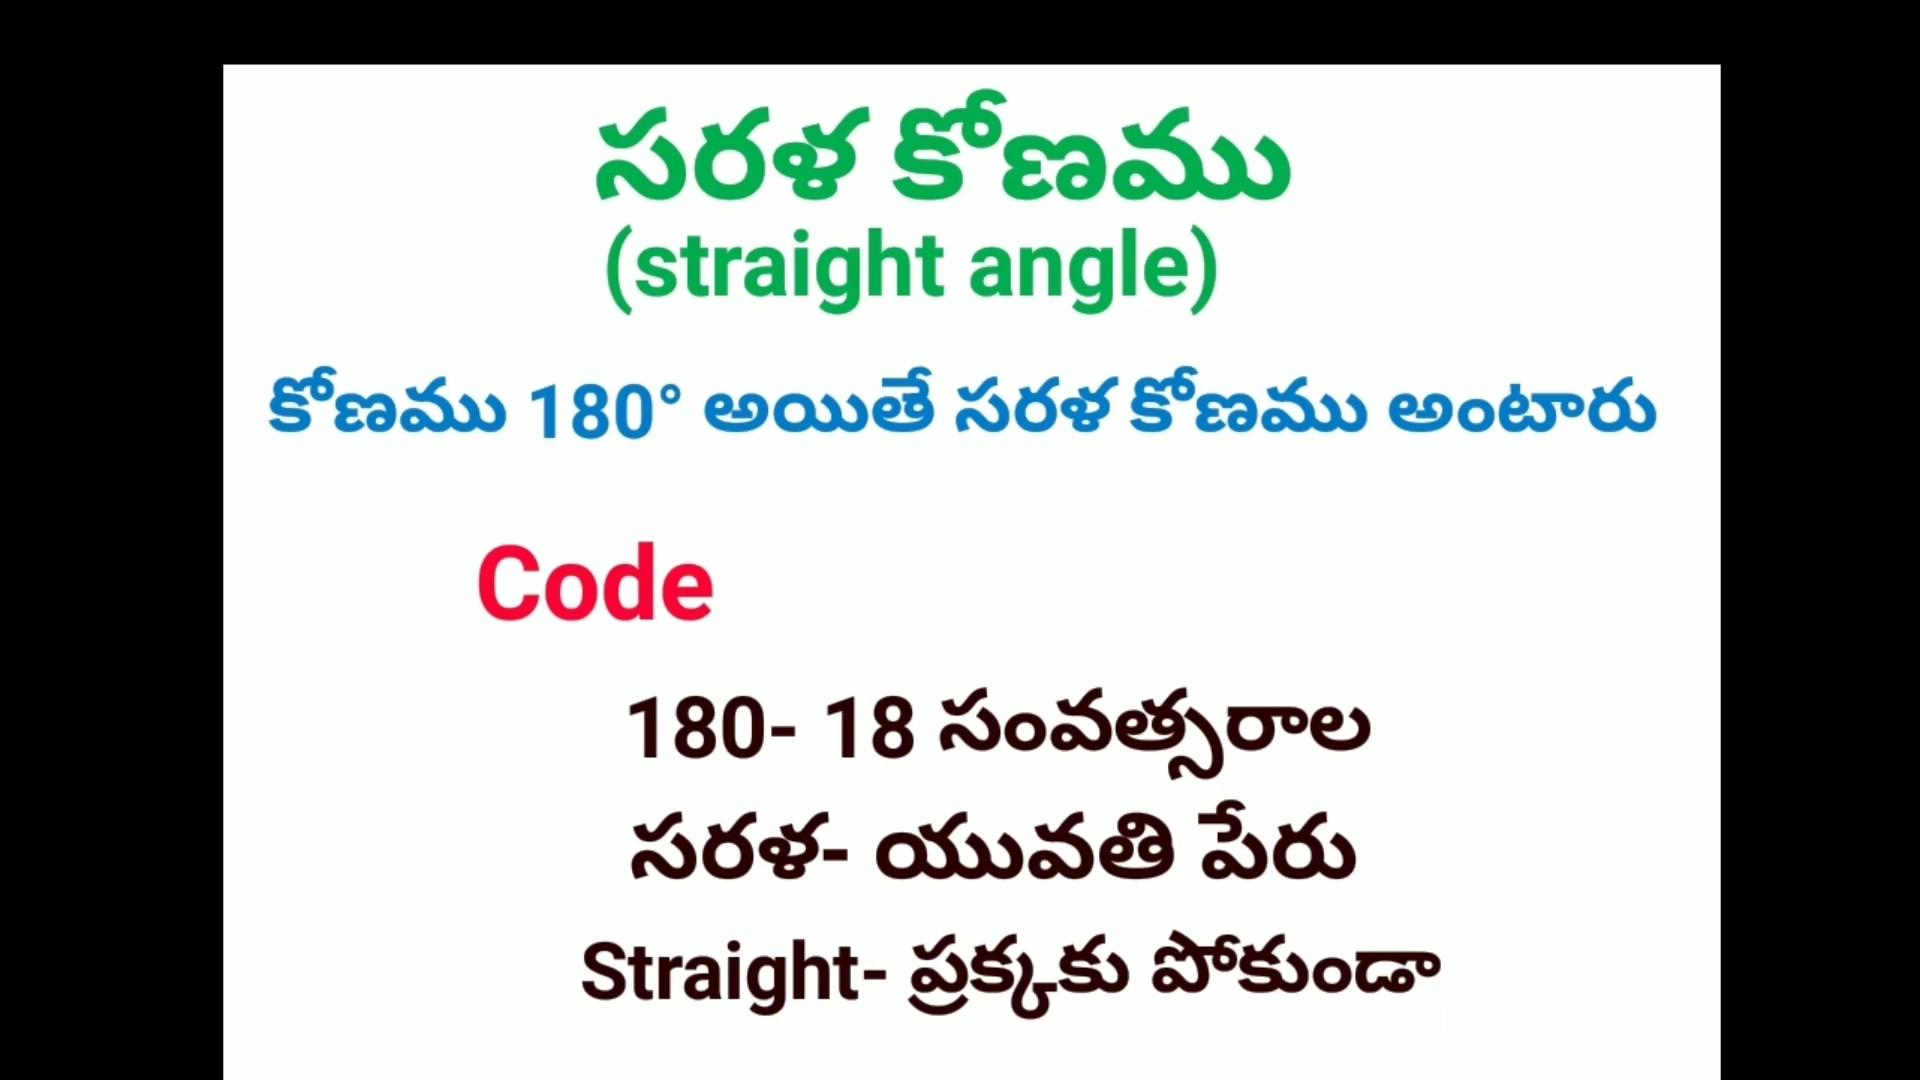 సరళ కోణము
(straight angle)
కోణము 180° అయితే సరళ కోణము అంటారు
Code
180- 18 సంవత్సరాల
సరళ- యువతి పేరు
Straight- ప్రక్కకు పోకుండా